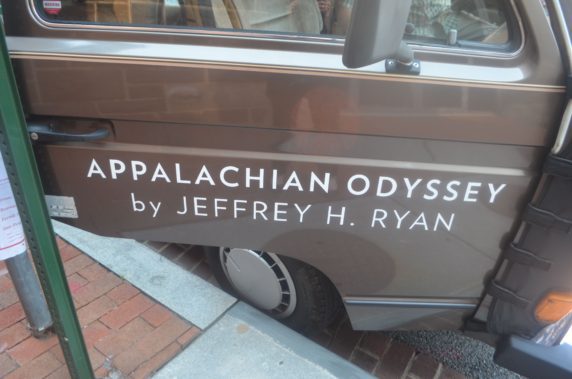 APPALACHIAN ODYSSEY
by JEFFREY H. RYAN